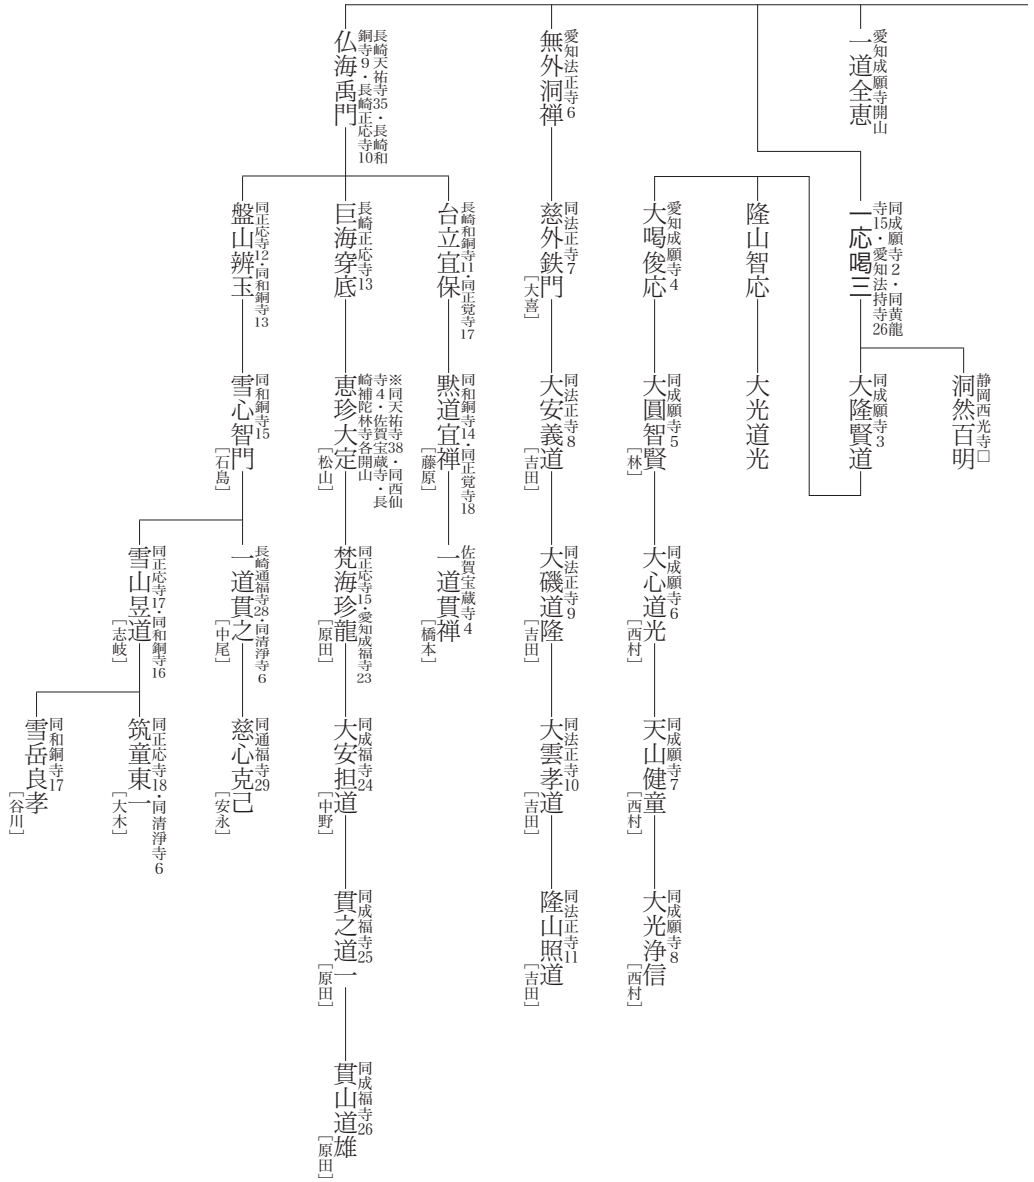 愛知成願寺開山
一道全恵
同成願寺2・同黄龍
寺15・愛知法持寺26
一応喝三
静岡西光寺□
洞然百明
同成願寺3
大隆賢道
隆山智応
大光道光
愛知成願寺4
大喝俊応
同成願寺5
大圓智賢
［林］
同成願寺6
大心道光
［西村］
同成願寺7
天山健童
［西村］
同成願寺8
大光浄信
［西村］
愛知法正寺6
無外洞禅
同法正寺7
慈外鉄門
［大喜］
同法正寺8
大安義道
［吉田］
同法正寺9
大磯道隆
［吉田］
同法正寺10
大雲孝道
［吉田］
同法正寺11
隆山照道
［吉田］
長崎天祐寺35・長崎和
銅寺9・長崎正応寺10
仏海禹門
長崎和銅寺11・同正覚寺17
台立宜保
同和銅寺14・同正覚寺18
黙道宜禅
［藤原］
佐賀宝蔵寺4
一道貫禅
［橋本］
長崎正応寺13
巨海穿底
※同天祐寺38・同西仙
寺4・佐賀宝蔵寺・長
崎補陀林寺各開山
恵珍大定
［松山］
同正応寺15・愛知成福寺23
梵海珍龍
［原田］
同成福寺24
大安担道
［中野］
同成福寺25
貫之道一
［原田］
同成福寺26
貫山道雄
［原田］
同正応寺12・同和銅寺13
盤山辨玉
同和銅寺15
雪心智門
［石島］
長崎通福寺28・同清淨寺6
一道貫之
［中尾］
同通福寺29
慈心克己
［安永］
同正応寺17・同和銅寺16
雪山昱道
［志岐］
同正応寺18・同清淨寺6
筑童東一
［大木］
同和銅寺17
雪岳良孝
［谷川］